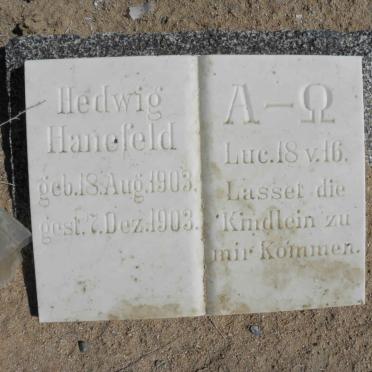 Hedwig
Hanefeld
geb. 18. Aug. 1903.
gest. 7. Dez. 1903.
A – Ω
Luc. 18 v. 16.
Lasset die
Kindlein zu
mir Kommen.